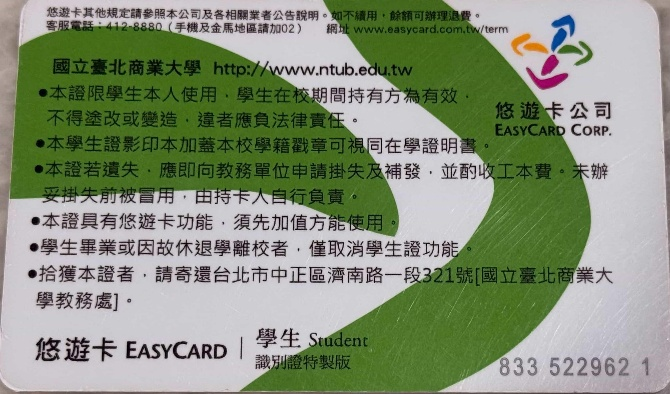 悠遊卡其他規定請參照本公司及各相關業者公告說明。如不續用，餘額可辦理退費。
客服電話：412-8880（手機及金馬地區請加02） 網址 www.easycard.com.tw/term
國立臺北商業大學 http://www.ntub.edu.tw
悠遊卡公司
EASYCARD CORP.
●本證限學生本人使用，學生在校期間持有方為有效，
不得塗改或變造，違者應負法律責任。
●本學生證影印本加蓋本校學籍戳章可視同在學證明書。
●本證若遺失，應即向教務單位申請掛失及補發，並酌收工本費。未辦
妥掛失前被冒用，由持卡人自行負責。
●本證具有悠遊卡功能，須先加值方能使用。
●學生畢業或因故休退學離校者，僅取消學生證功能。
●拾獲本證者，請寄還台北市中正區濟南路一段321號[國立臺北商業大
學教務處]。
悠遊卡 EASYCARD | 學生 Student
識別證特製版
833 522962 1